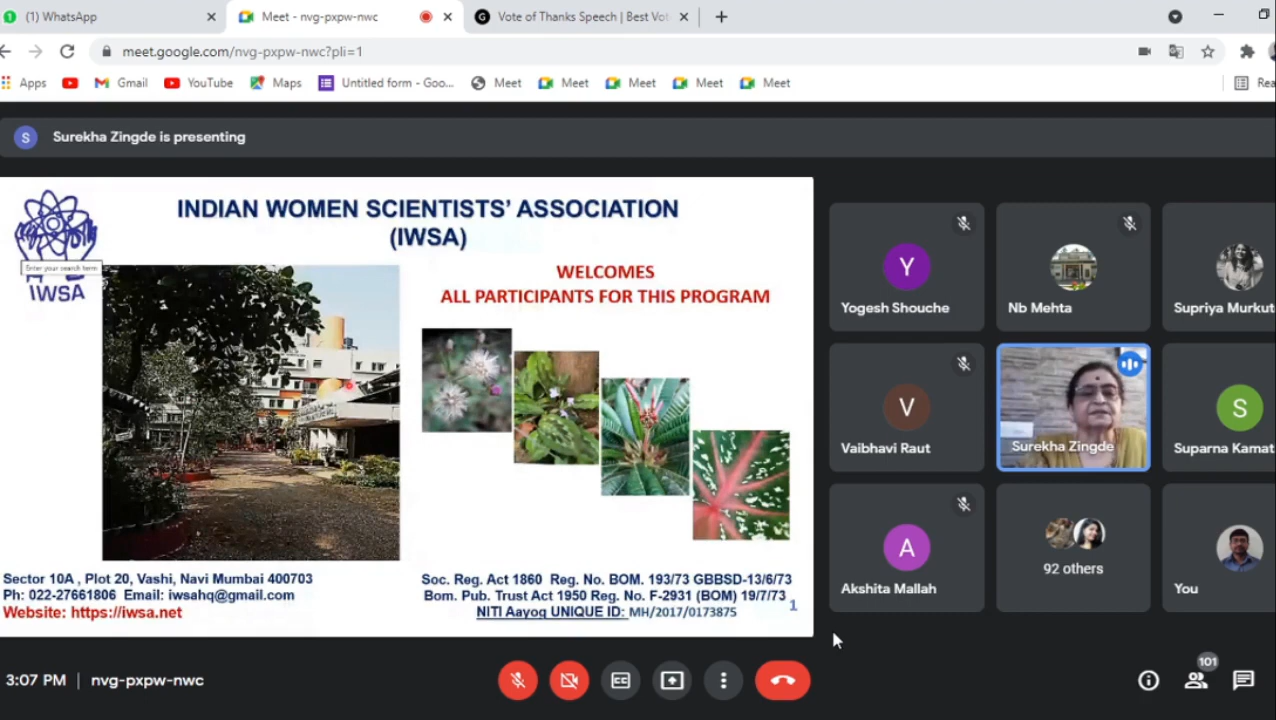 (1) WhatsApp
Meet - nvg-pxpw-nwc
Vote of Thanks Speech | Best Vot
meet.google.com/nvg-pxpw-nwc?pli=1
Apps
Gmail
YouTube
Maps
Untitled form - Goo...
Meet
Meet
Meet
Meet
Meet
Rea
S
Surekha Zingde is presenting
INDIAN WOMEN SCIENTISTS' ASSOCIATION
(IWSA)
Enter your search term
IWSA
WELCOMES
ALL PARTICIPANTS FOR THIS PROGRAM
Sector 10A , Plot 20, Vashi, Navi Mumbai 400703
Ph: 022-27661806 Email: iwsahq@gmail.com
Website: https://iwsa.net
Soc. Reg. Act 1860 Reg. No. BOM. 193/73 GBBSD-13/6/73
Bom. Pub. Trust Act 1950 Reg. No. F-2931 (BOM) 19/7/73
NITI Aayog UNIQUE ID: MH/2017/0173875
1
Y
Yogesh Shouche
Nb Mehta
Supriya Murkut
V
Vaibhavi Raut
Surekha Zingde
S
Suparna Kamat
A
Akshita Mallah
92 others
You
3:07 PM | nvg-pxpw-nwc
CC
101